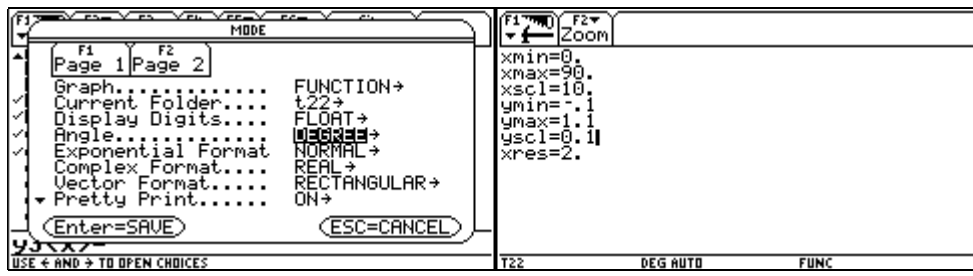 MODE
F1 F2
Page 1 Page 2
Graph.............. FUNCTION→
Current Folder.... t22→
Display Digits.... FLOAT→
Angle.............. DEGREE→
Exponential Format NORMAL→
Complex Format.... REAL→
Vector Format..... RECTANGULAR→
Pretty Print...... ON→
Enter=SAVE ESC=CANCEL
USE ← AND → TO OPEN CHOICES
F1 F2
Zoom
xmin=0.
xmax=90.
xscl=10.
ymin=-.1
ymax=1.1
yscl=0.1
xres=2.
T22 DEG AUTO FUNC